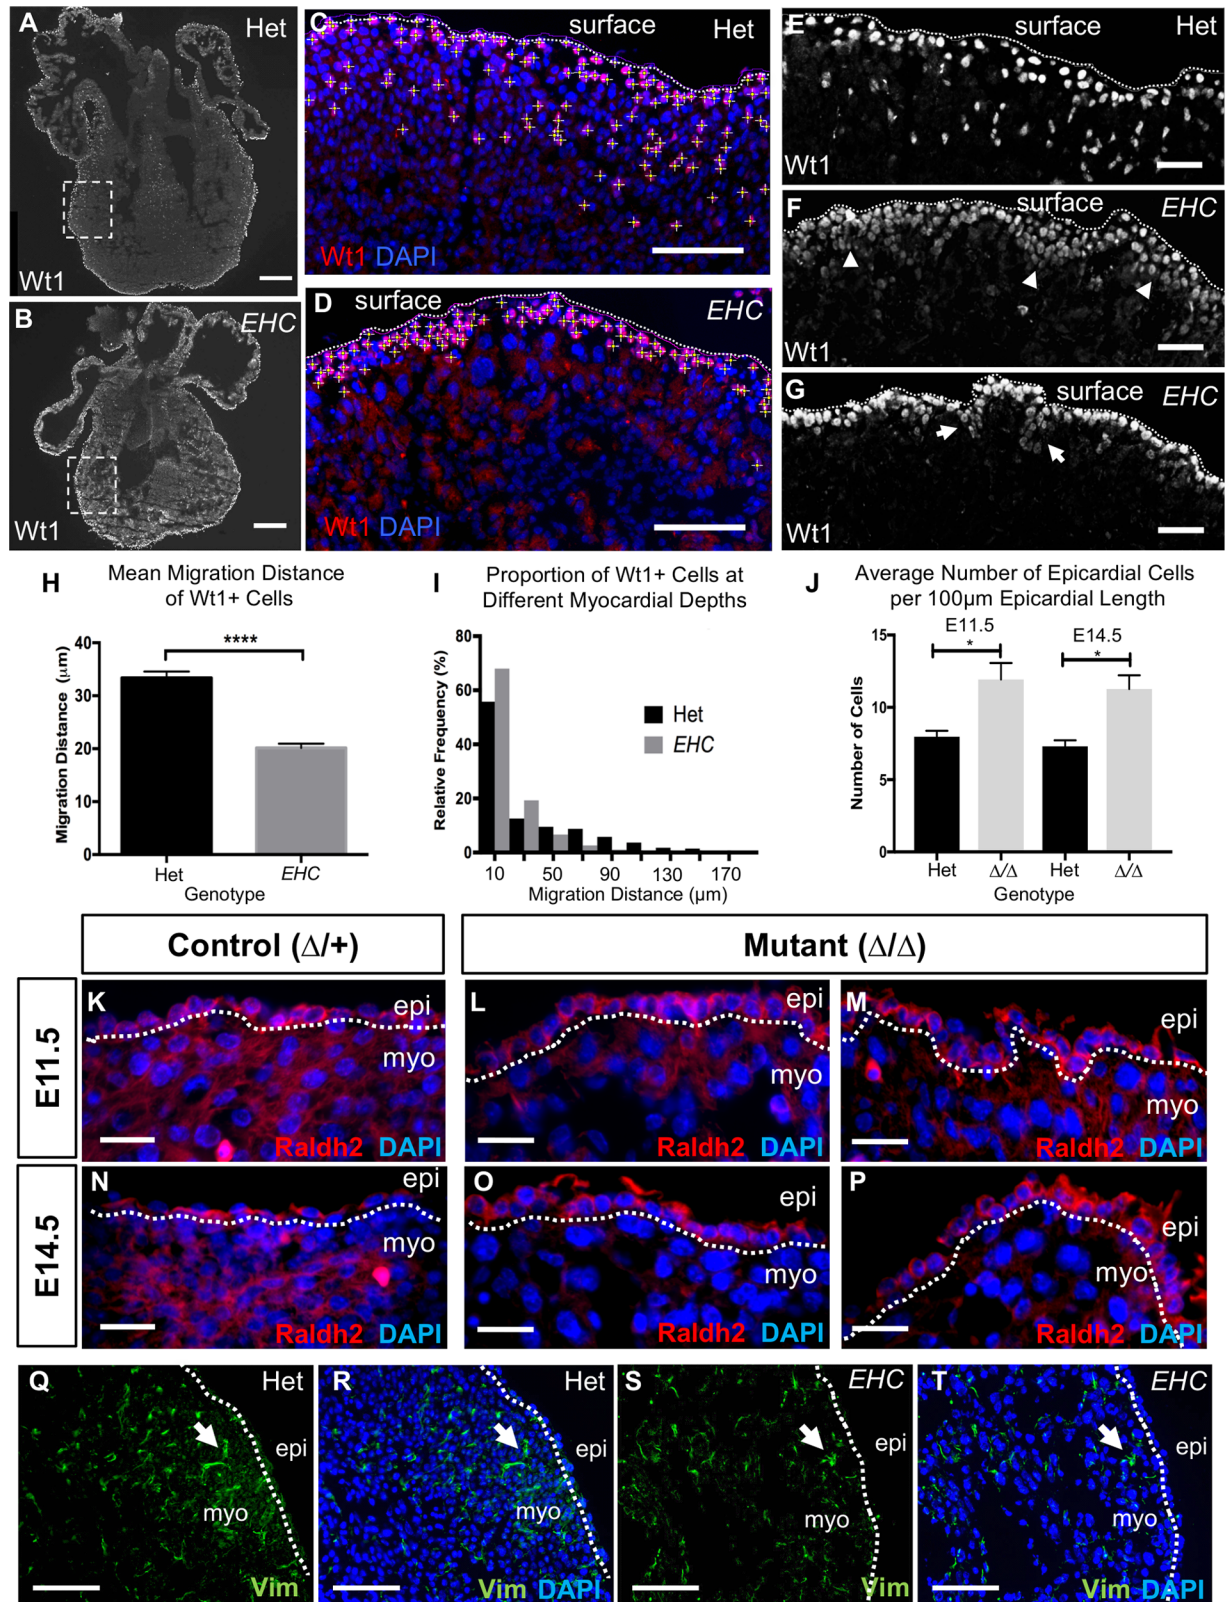 A
Het
Wt1
B
EHC
Wt1
C
surface
Het
Wt1 DAPI
D
surface
EHC
Wt1 DAPI
E
surface
Het
Wt1
F
surface
EHC
Wt1
G
surface
EHC
Wt1
H
Mean Migration Distance
of Wt1+ Cells
Migration Distance (μm)
40
30
20
10
0
****
Het
EHC
Genotype
I
Proportion of Wt1+ Cells at
Different Myocardial Depths
Relative Frequency (%)
80
60
40
20
0
Het
EHC
10
50
90
130
170
Migration Distance (μm)
J
Average Number of Epicardial Cells
per 100μm Epicardial Length
Number of Cells
15
10
5
0
E11.5
*
E14.5
*
Het
Δ/Δ
Het
Δ/Δ
Genotype
Control (Δ/+)
Mutant (Δ/Δ)
E11.5
K
epi
myo
Raldh2 DAPI
L
epi
myo
Raldh2 DAPI
M
epi
myo
Raldh2 DAPI
E14.5
N
epi
myo
Raldh2 DAPI
O
epi
myo
Raldh2 DAPI
P
epi
myo
Raldh2 DAPI
Q
Het
epi
myo
Vim
R
Het
epi
myo
Vim DAPI
S
EHC
epi
myo
Vim
T
EHC
epi
myo
Vim DAPI